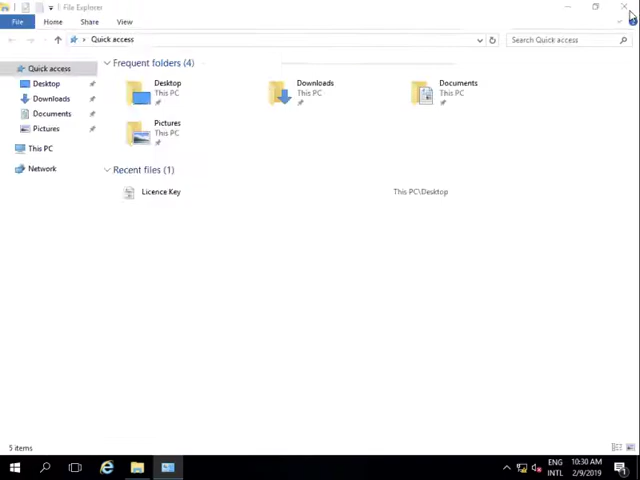 File Explorer
File Home Share View
Quick access
Search Quick access
Quick access
Desktop
Downloads
Documents
Pictures
This PC
Network
Frequent folders (4)
Desktop
This PC
Downloads
This PC
Documents
This PC
Pictures
This PC
Recent files (1)
Licence Key This PC\Desktop
5 items
ENG
INTL
10:30 AM
2/9/2019
1